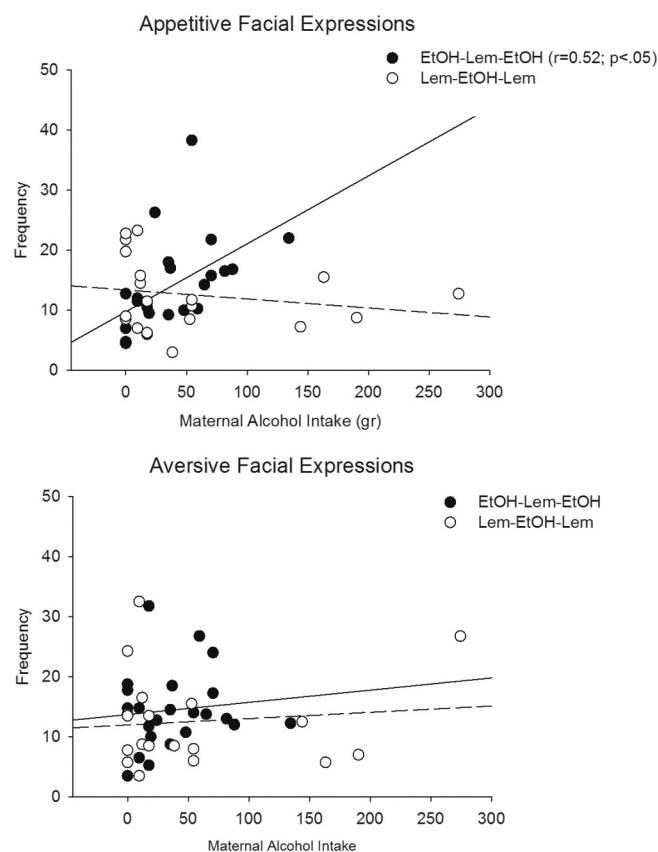 Appetitive Facial Expressions
EtOH-Lem-EtOH (r=0.52; p<.05)
Lem-EtOH-Lem
50
40
30
20
10
0
Frequency
0 50 100 150 200 250 300
Maternal Alcohol Intake (gr)
Aversive Facial Expressions
EtOH-Lem-EtOH
Lem-EtOH-Lem
50
40
30
20
10
0
Frequency
0 50 100 150 200 250 300
Maternal Alcohol Intake